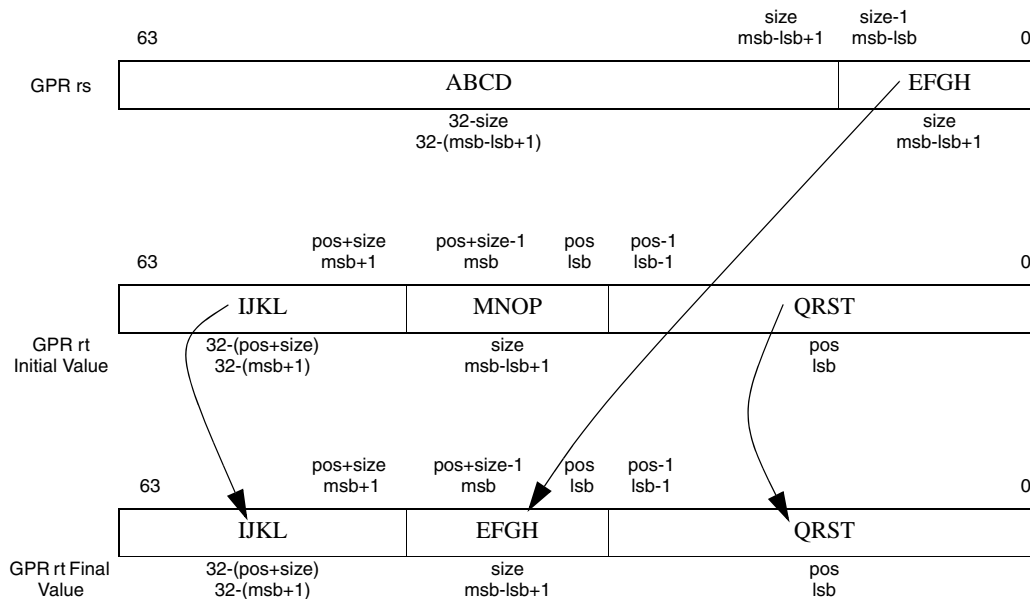 size size-1
63 msb-lsb+1 msb-lsb 0
GPR rs ABCD EFGH
32-size size
32-(msb-lsb+1) msb-lsb+1
pos+size pos+size-1 pos pos-1
63 msb+1 msb lsb lsb-1 0
IJKL MNOP QRST
GPR rt 32-(pos+size) size pos
Initial Value 32-(msb+1) msb-lsb+1 lsb
pos+size pos+size-1 pos pos-1
63 msb+1 msb lsb lsb-1 0
IJKL EFGH QRST
GPR rt Final 32-(pos+size) size pos
Value 32-(msb+1) msb-lsb+1 lsb